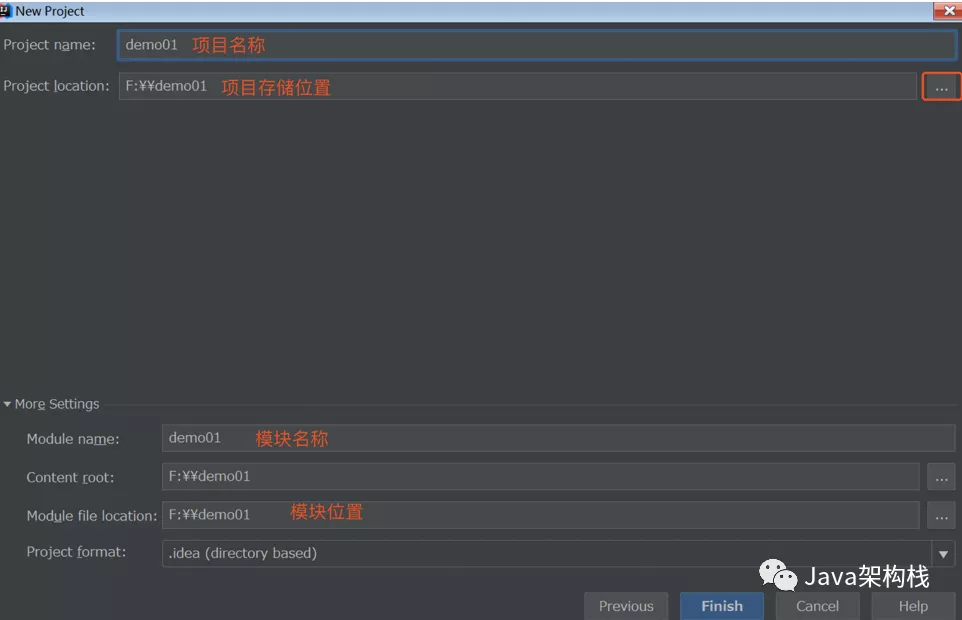 New Project
Project name: demo01 项目名称
Project location: F:¥¥demo01 项目存储位置 ...
More Settings
Module name: demo01 模块名称
Content root: F:¥¥demo01 ...
Module file location: F:¥¥demo01 模块位置 ...
Project format: .idea (directory based)
Java架构栈
Previous Finish Cancel Help